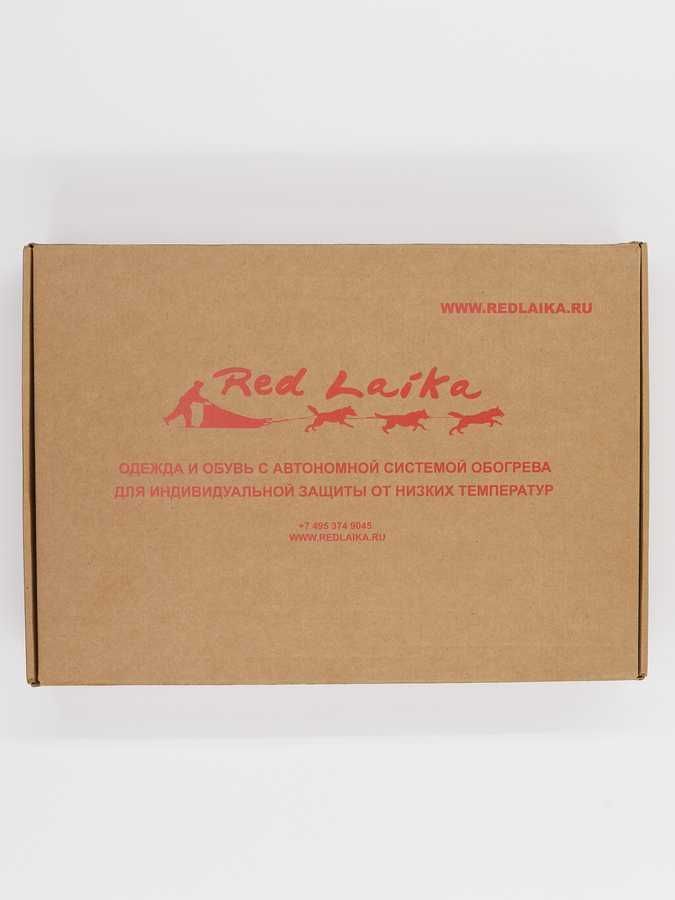 WWW.REDLAIKA.RU
Red Laika
ОДЕЖДА И ОБУВЬ С АВТОНОМНОЙ СИСТЕМОЙ ОБОГРЕВА
ДЛЯ ИНДИВИДУАЛЬНОЙ ЗАЩИТЫ ОТ НИЗКИХ ТЕМПЕРАТУР
+7 495 374 9045
WWW.REDLAIKA.RU